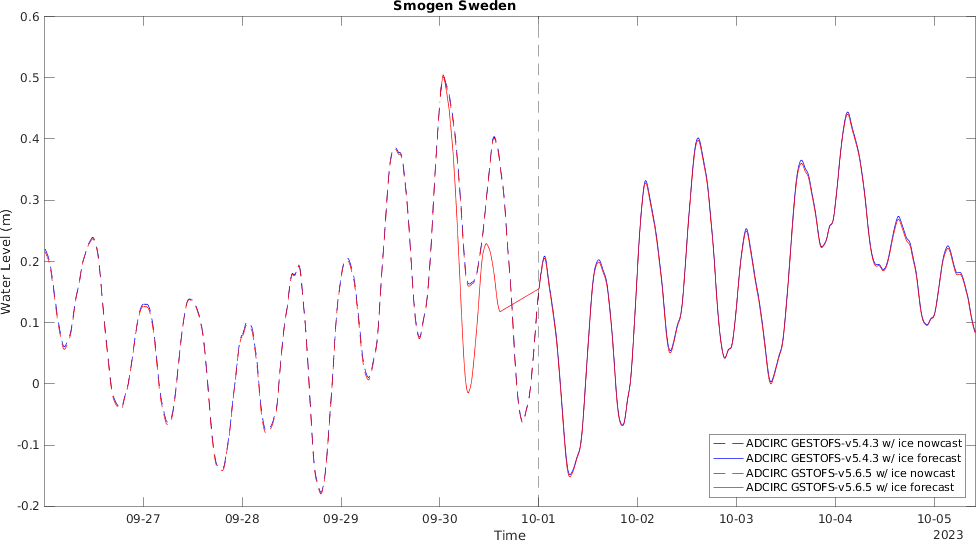 Smogen Sweden
0.6
0.5
0.4
0.3
0.2
0.1
0
-0.1
-0.2
Water Level (m)
09-27 09-28 09-29 09-30 10-01 10-02 10-03 10-04 10-05
Time
2023
ADCIRC GESTOFS-v5.4.3 w/ ice nowcast
ADCIRC GESTOFS-v5.4.3 w/ ice forecast
ADCIRC GSTOFS-v5.6.5 w/ ice nowcast
ADCIRC GSTOFS-v5.6.5 w/ ice forecast